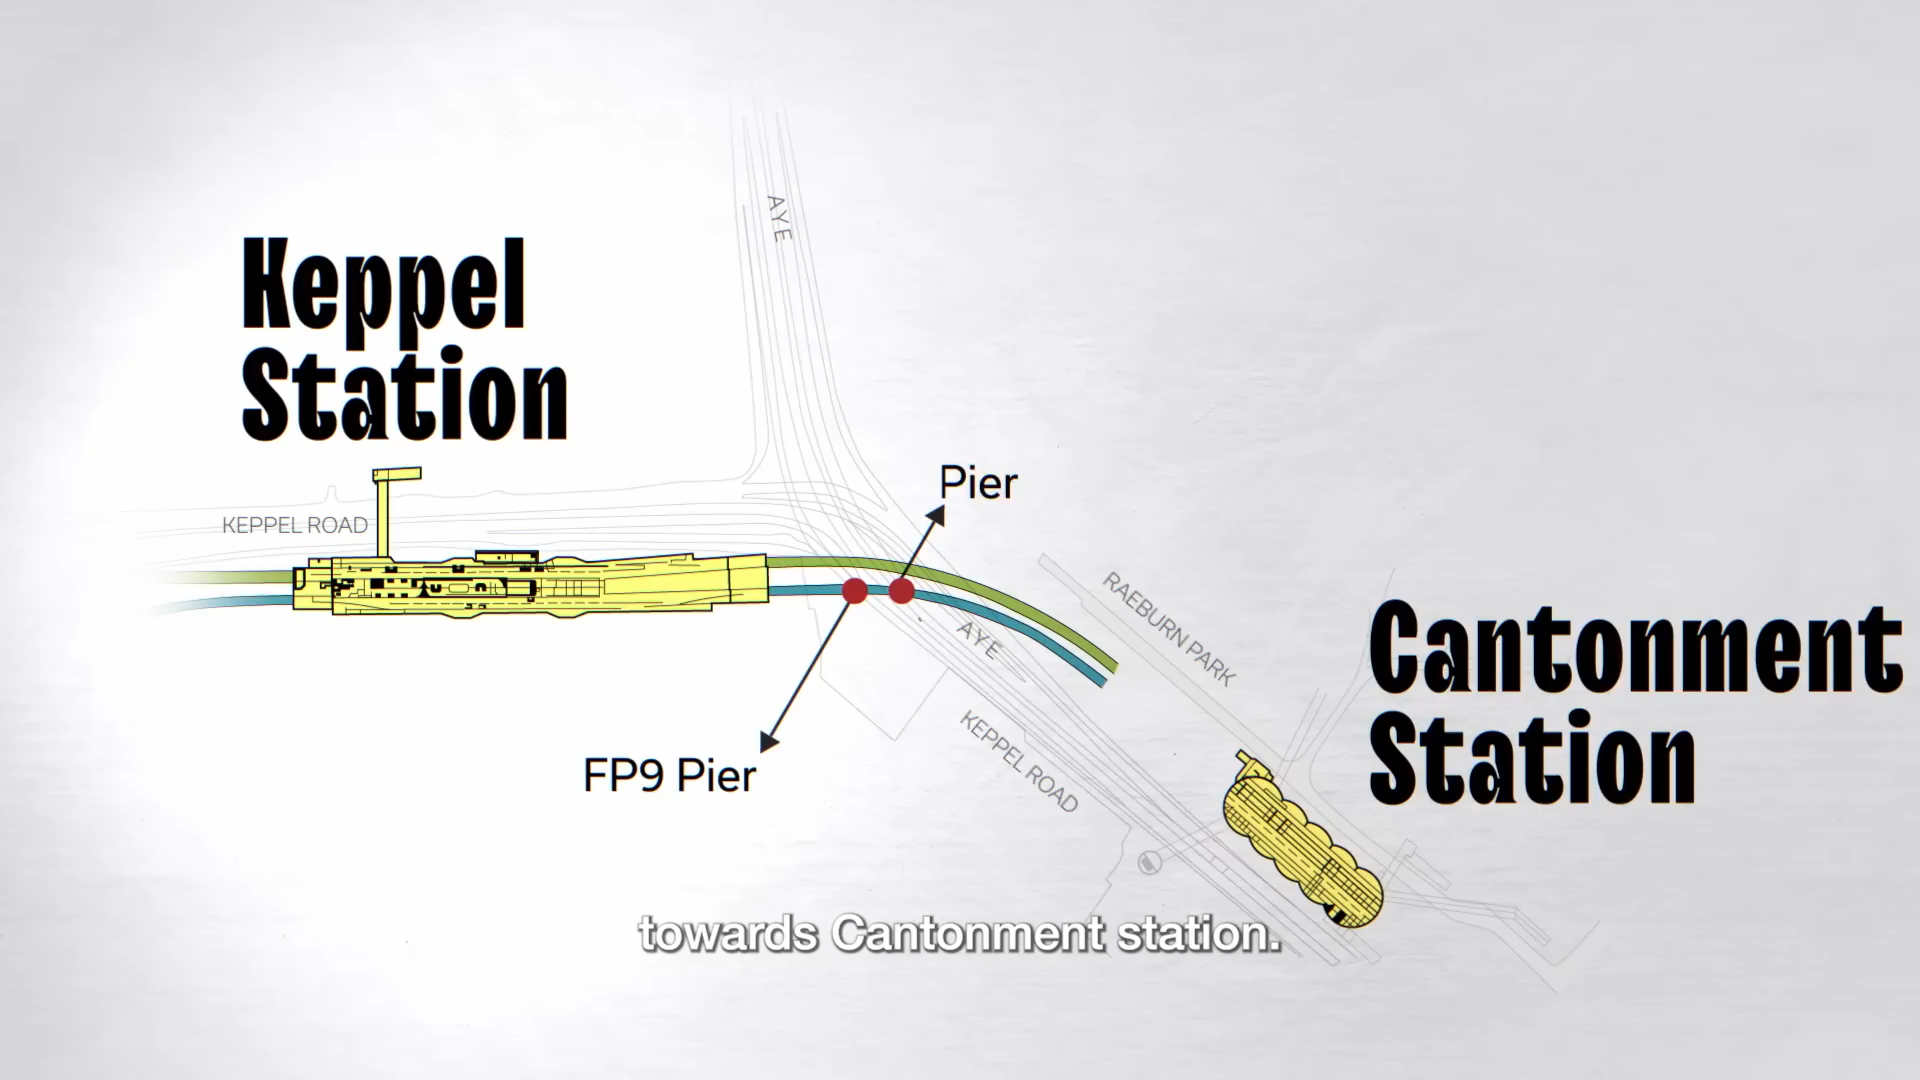 AYE
Keppel
Station
Pier
KEPPEL ROAD
RAEBURN PARK
AYE
Cantonment
Station
KEPPEL ROAD
FP9 Pier
towards Cantonment station.